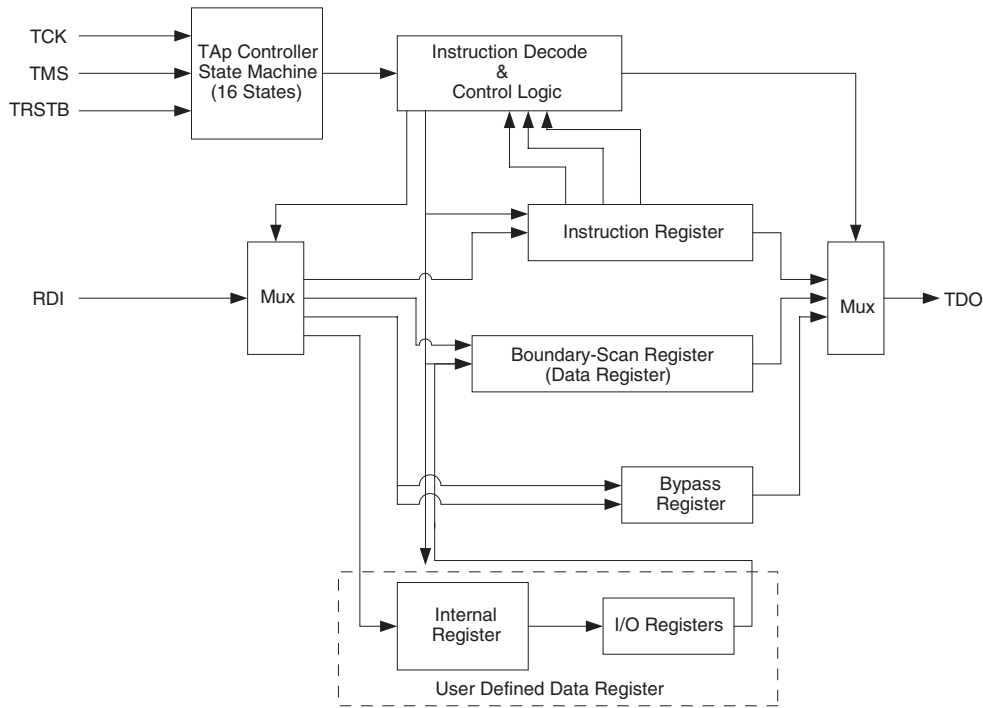 TCK
TMS
TRSTB
TAp Controller
State Machine
(16 States)
Instruction Decode
&
Control Logic
Instruction Register
RDI
Mux
Mux
TDO
Boundary-Scan Register
(Data Register)
Bypass
Register
Internal
Register
I/O Registers
User Defined Data Register